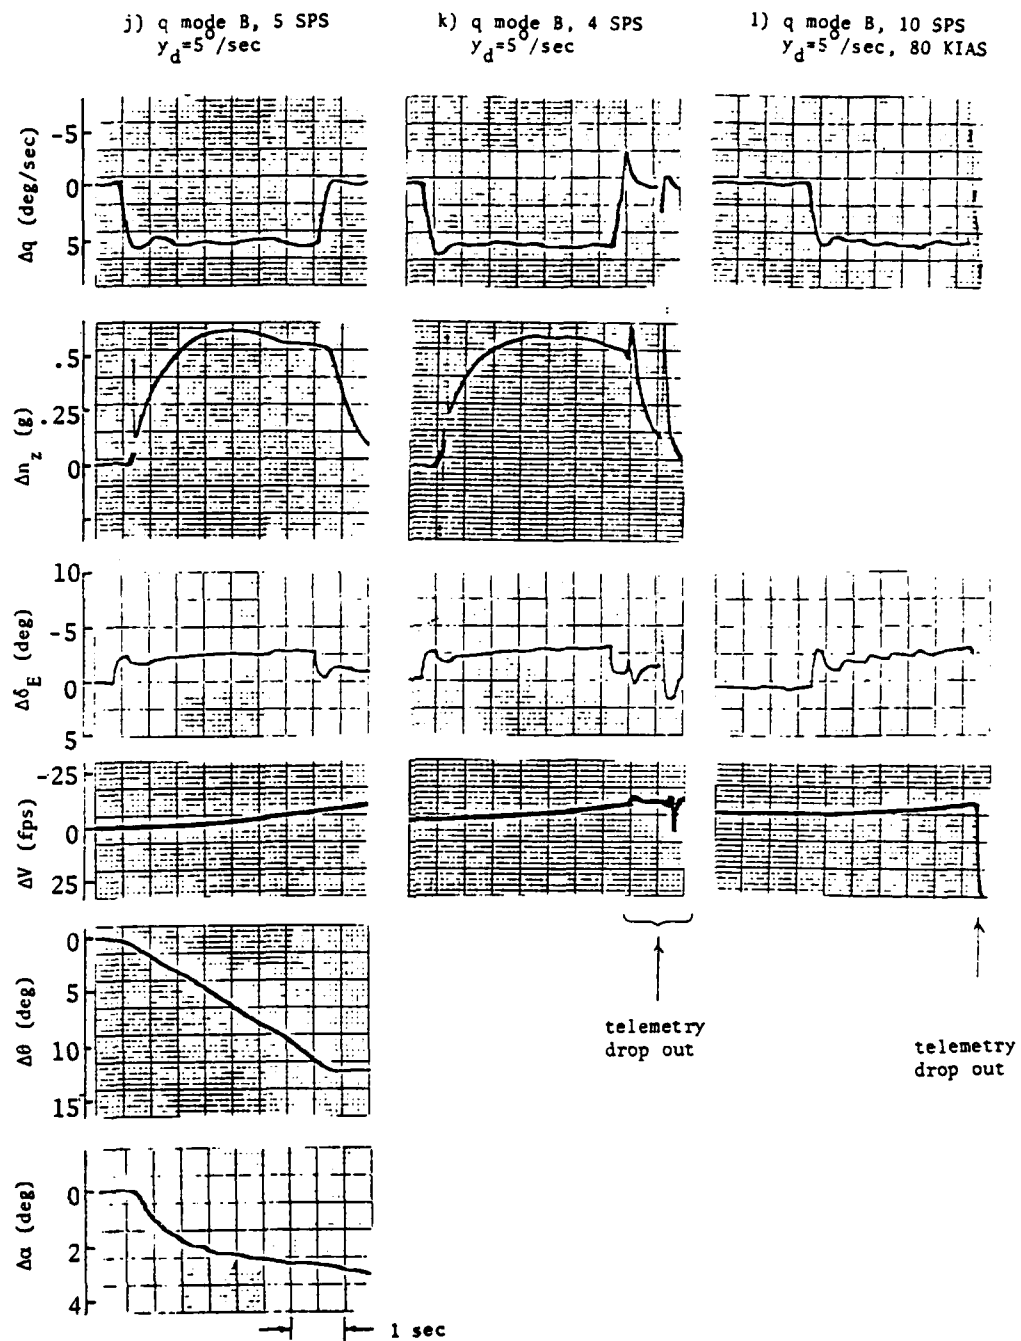 j) q mode B, 5 SPS
y_d=5°/sec
k) q mode B, 4 SPS
y_d=5°/sec
l) q mode B, 10 SPS
y_d=5°/sec, 80 KIAS
Δq (deg/sec)
-5
0
5
Δn_z (g)
.5
.25
0
Δδ_E (deg)
10
-5
0
5
ΔV (fps)
-25
0
25
Δθ (deg)
0
5
10
15
telemetry
drop out
telemetry
drop out
Δα (deg)
0
2
4
1 sec